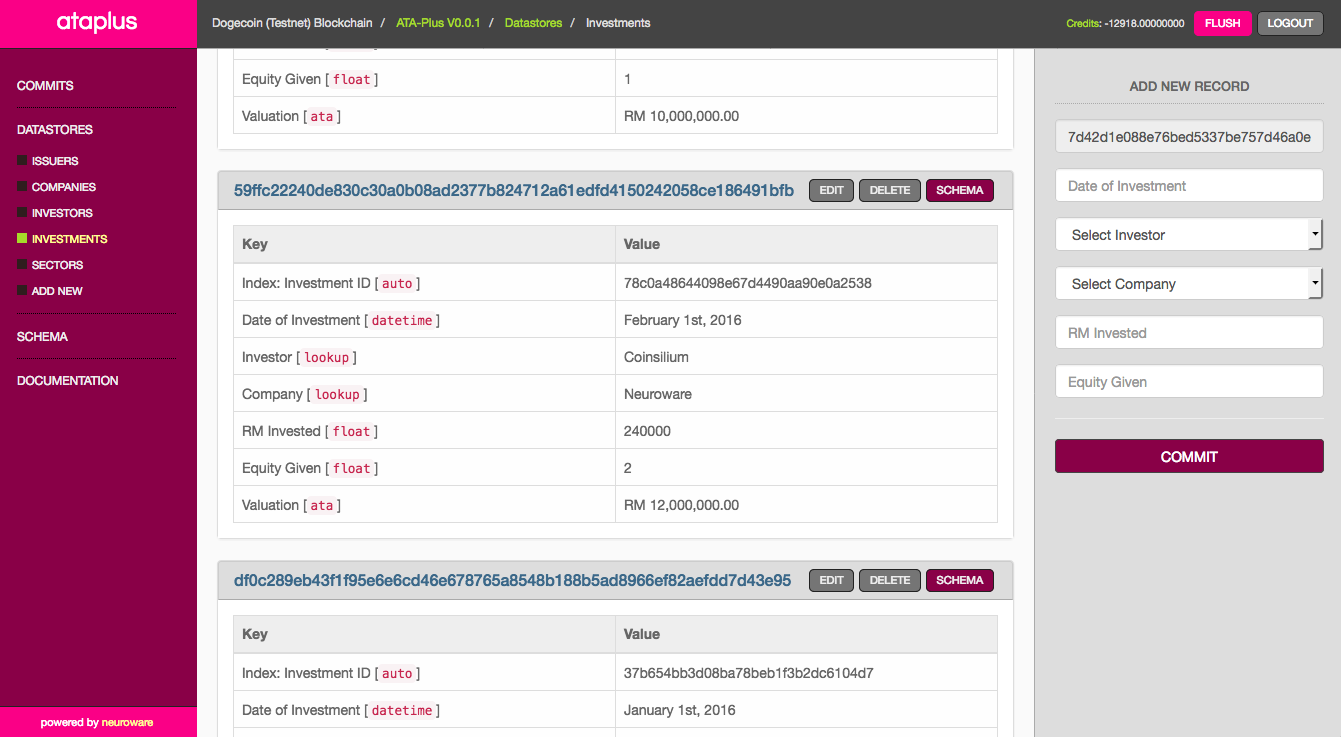 ataplus
Dogecoin (Testnet) Blockchain / ATA-Plus V0.0.1 / Datastores / Investments
Credits: -12918.00000000 FLUSH LOGOUT
COMMITS
DATASTORES
ISSUERS
COMPANIES
INVESTORS
INVESTMENTS
SECTORS
ADD NEW
SCHEMA
DOCUMENTATION
powered by neuroware
Equity Given [ float ] 1
Valuation [ ata ] RM 10,000,000.00
59ffc22240de830c30a0b08ad2377b824712a61edfd4150242058ce186491bfb EDIT DELETE SCHEMA
Key Value
Index: Investment ID [ auto ] 78c0a48644098e67d4490aa90e0a2538
Date of Investment [ datetime ] February 1st, 2016
Investor [ lookup ] Coinsilium
Company [ lookup ] Neuroware
RM Invested [ float ] 240000
Equity Given [ float ] 2
Valuation [ ata ] RM 12,000,000.00
df0c289eb43f1f95e6e6cd46e678765a8548b188b5ad8966ef82aefdd7d43e95 EDIT DELETE SCHEMA
Key Value
Index: Investment ID [ auto ] 37b654bb3d08ba78beb1f3b2dc6104d7
Date of Investment [ datetime ] January 1st, 2016
ADD NEW RECORD
7d42d1e088e76bed5337be757d46a0e
Date of Investment
Select Investor
Select Company
RM Invested
Equity Given
COMMIT